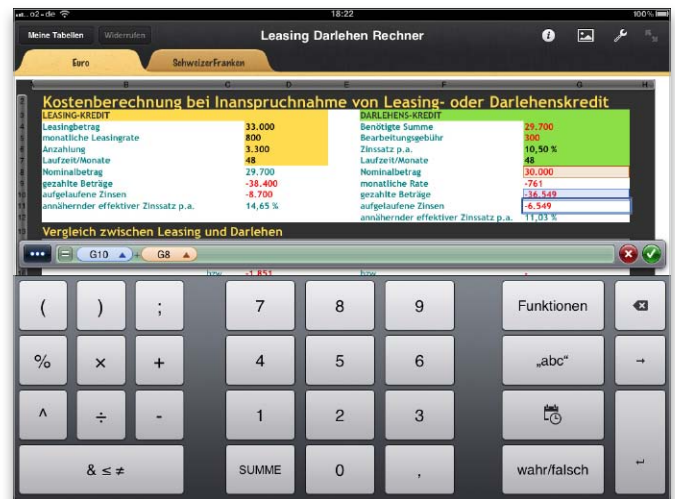 o2-de 18:22 100%
Meine Tabellen Widerrufen Leasing Darlehen Rechner
Euro SchweizerFranken
Kostenberechnung bei Inanspruchnahme von Leasing- oder Darlehenskredit
LEASING-KREDIT DARLEHENS-KREDIT
Leasingbetrag 33.000 Benötigte Summe 29.700
monatliche Leasingrate 800 Bearbeitungsgebühr 300
Anzahlung 3.300 Zinssatz p.a. 10,50 %
Laufzeit/Monate 48 Laufzeit/Monate 48
Nominalbetrag 29.700 Nominalbetrag 30.000
gezahlte Beträge -38.400 monatliche Rate -761
aufgelaufene Zinsen -8.700 gezahlte Beträge -36.549
annähernder effektiver Zinssatz p.a. 14,65 % aufgelaufene Zinsen -6.549
annähernder effektiver Zinssatz p.a. 11,03 %
Vergleich zwischen Leasing und Darlehen
= G10 + G8
bzw -1.851 bzw
( ) ; 7 8 9 Funktionen
% × + 4 5 6 „abc“ →
^ ÷ - 1 2 3
& ≤ ≠ SUMME 0 , wahr/falsch ↵